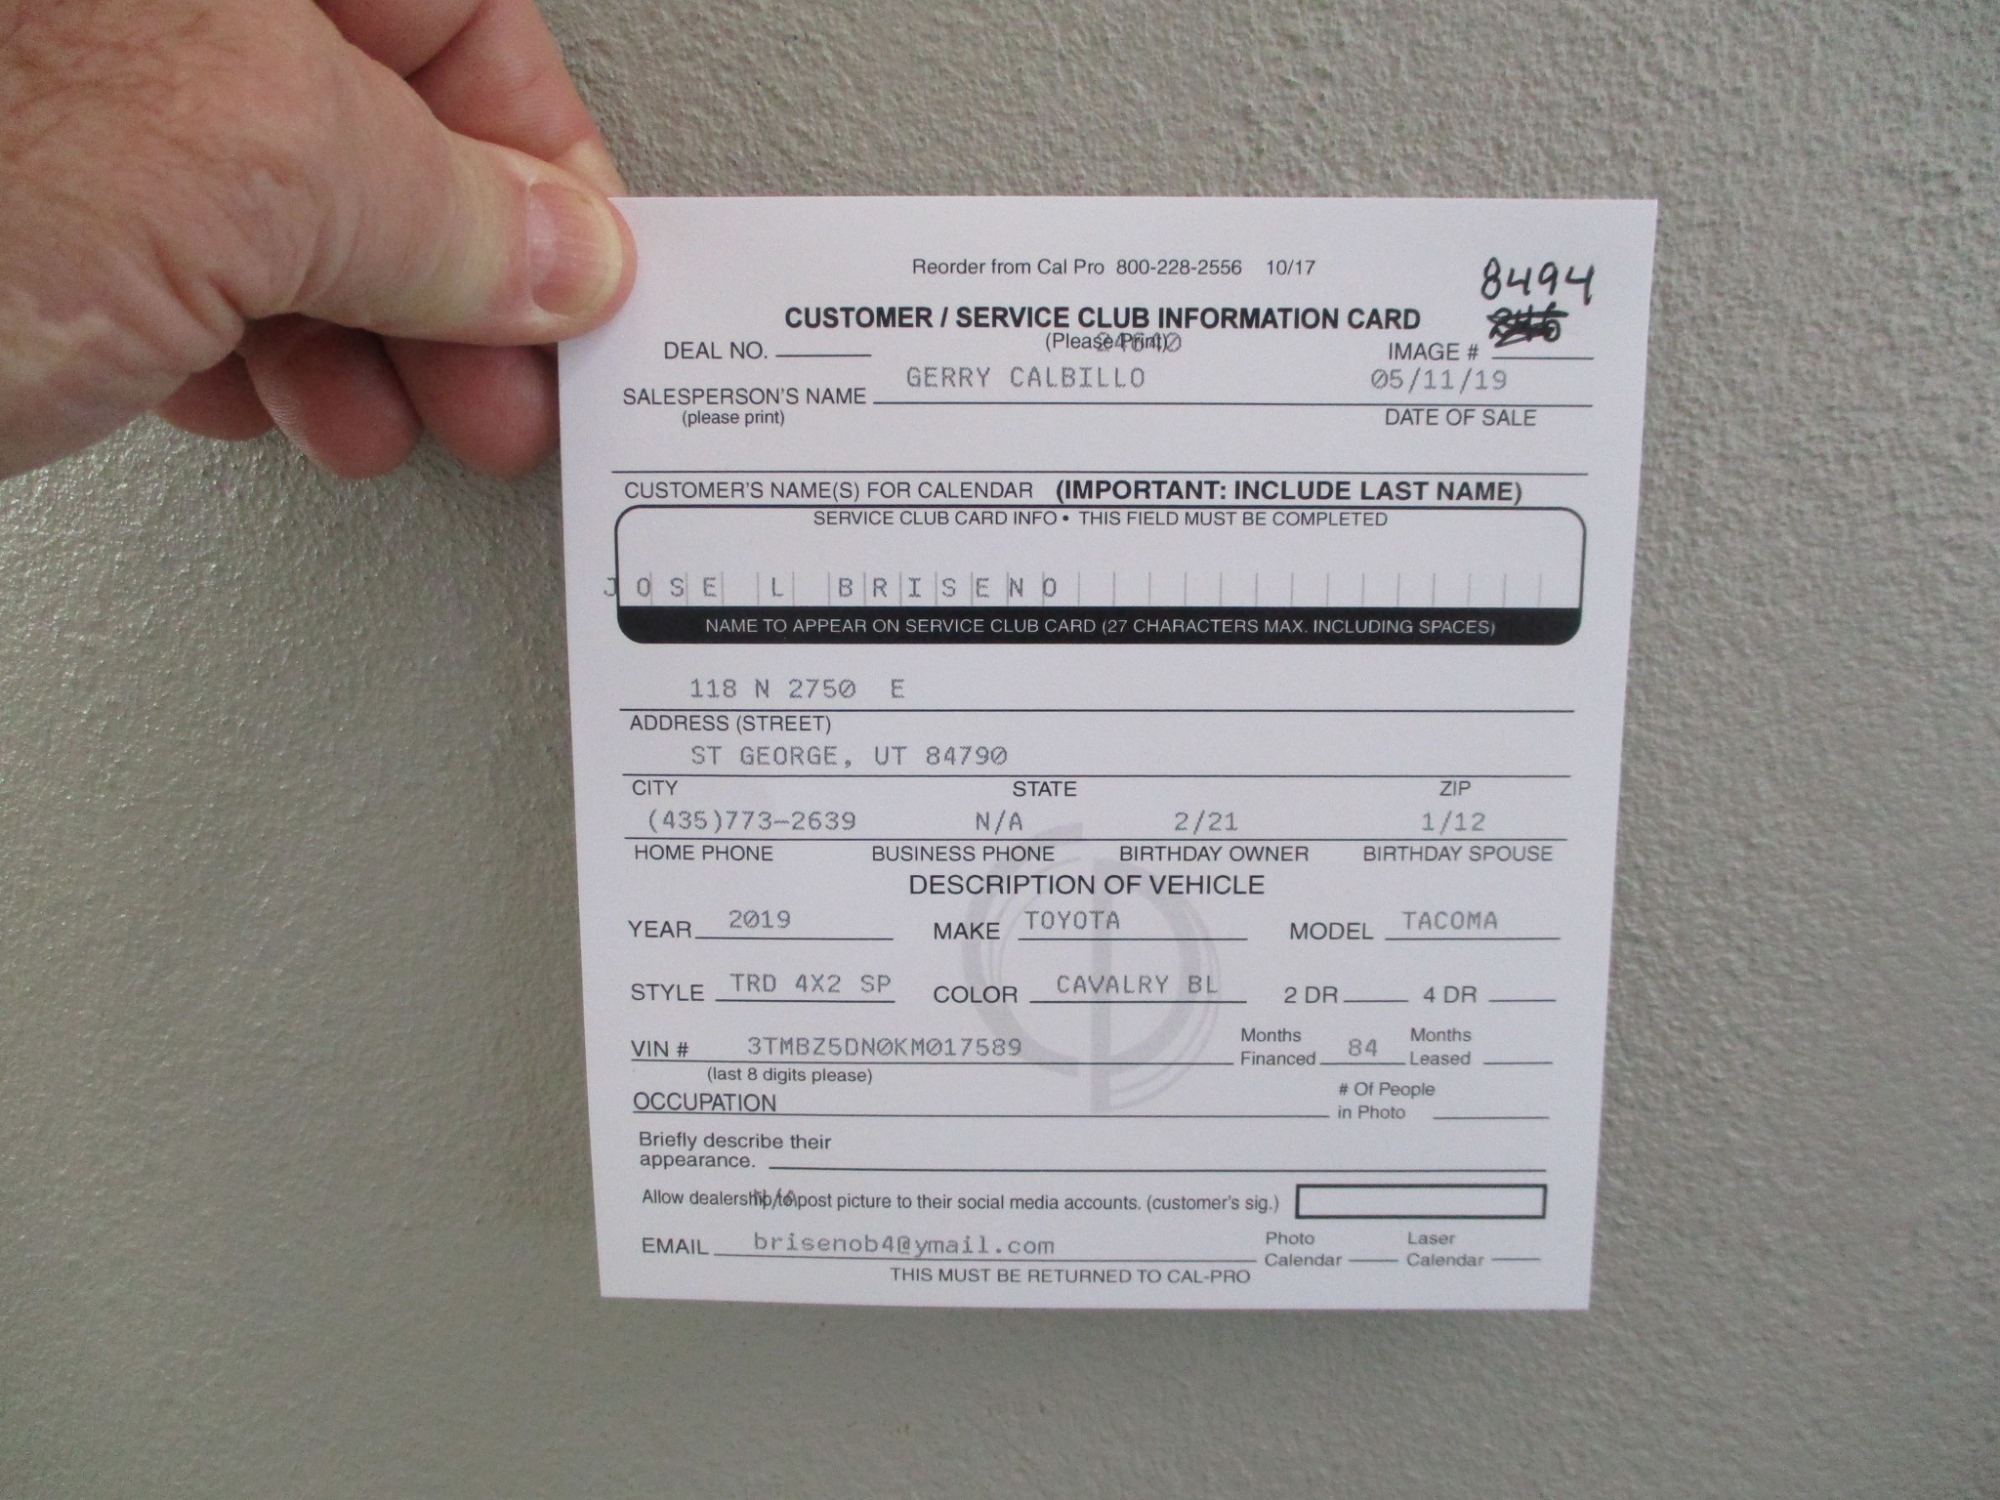 Reorder from Cal Pro 800-228-2556 10/17
8494
CUSTOMER / SERVICE CLUB INFORMATION CARD
(Please Print)
DEAL NO. IMAGE #
GERRY CALBILLO 05/11/19
SALESPERSON'S NAME
(please print) DATE OF SALE
CUSTOMER'S NAME(S) FOR CALENDAR (IMPORTANT: INCLUDE LAST NAME)
SERVICE CLUB CARD INFO • THIS FIELD MUST BE COMPLETED
JOSE L BRISENO
NAME TO APPEAR ON SERVICE CLUB CARD (27 CHARACTERS MAX. INCLUDING SPACES)
118 N 2750 E
ADDRESS (STREET)
ST GEORGE, UT 84790
CITY STATE ZIP
(435)773-2639 N/A 2/21 1/12
HOME PHONE BUSINESS PHONE BIRTHDAY OWNER BIRTHDAY SPOUSE
DESCRIPTION OF VEHICLE
YEAR 2019 MAKE TOYOTA MODEL TACOMA
STYLE TRD 4X2 SP COLOR CAVALRY BL 2 DR 4 DR
VIN # 3TMBZ5DN0KM017589 Months Financed 84 Months Leased
(last 8 digits please)
OCCUPATION # Of People in Photo
Briefly describe their
appearance.
N/A
Allow dealership to post picture to their social media accounts. (customer's sig.)
EMAIL brisenob4@ymail.com Photo Calendar Laser Calendar
THIS MUST BE RETURNED TO CAL-PRO